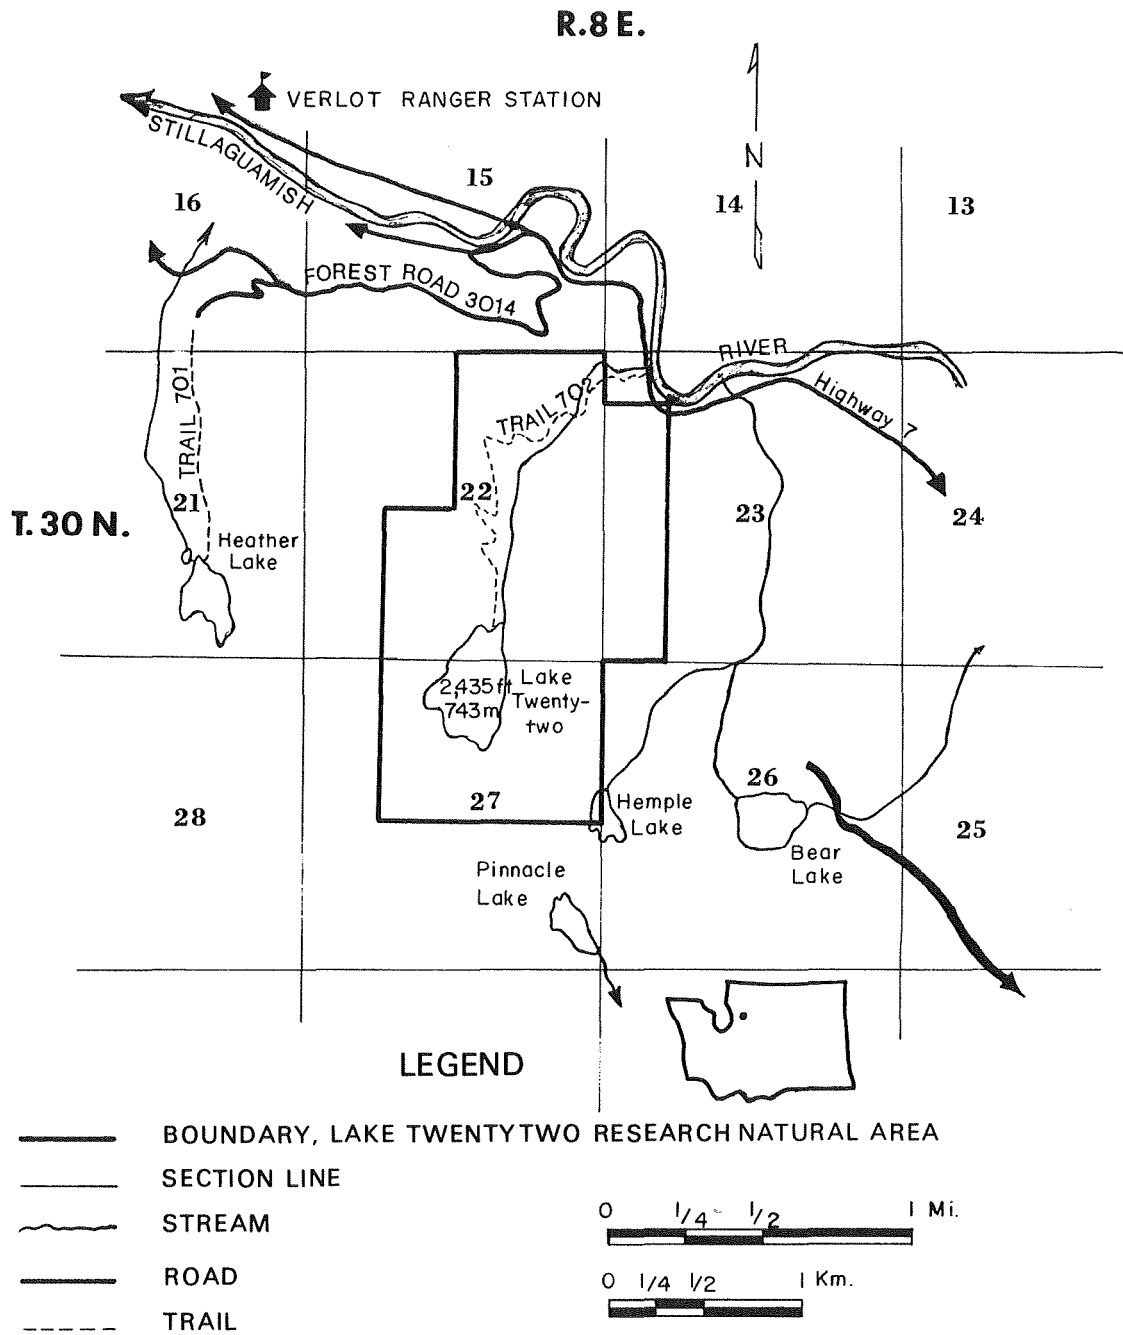 R.8 E.
VERLOT RANGER STATION
STILLAGUAMISH
N
15
14
13
16
FOREST ROAD 3014
RIVER
Highway 7
TRAIL 701
TRAIL 702
21
22
23
24
T. 30 N.
Heather
Lake
2,435 ft
743m
Lake
Twenty-
two
28
27
26
25
Hemple
Lake
Bear
Lake
Pinnacle
Lake
LEGEND
BOUNDARY, LAKE TWENTYTWO RESEARCH NATURAL AREA
SECTION LINE
STREAM
ROAD
TRAIL
0 1/4 1/2 1 Mi.
0 1/4 1/2 1 Km.